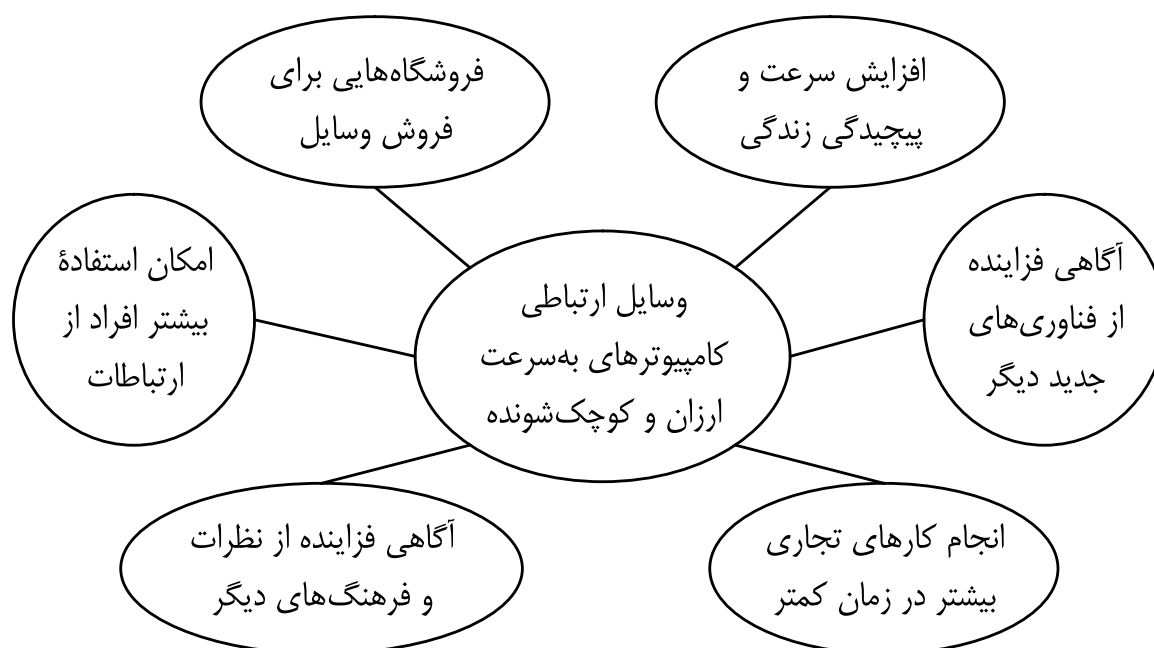 افزایش سرعت و
پیچیدگی زندگی
فروشگاه‌هایی برای
فروش وسایل
آگاهی فزاینده
از فناوری‌های
جدید دیگر
وسایل ارتباطی
کامپیوترهای به‌سرعت
ارزان و کوچک‌شونده
امکان استفادهٔ
بیشتر افراد از
ارتباطات
انجام کارهای تجاری
بیشتر در زمان کمتر
آگاهی فزاینده از نظرات
و فرهنگ‌های دیگر